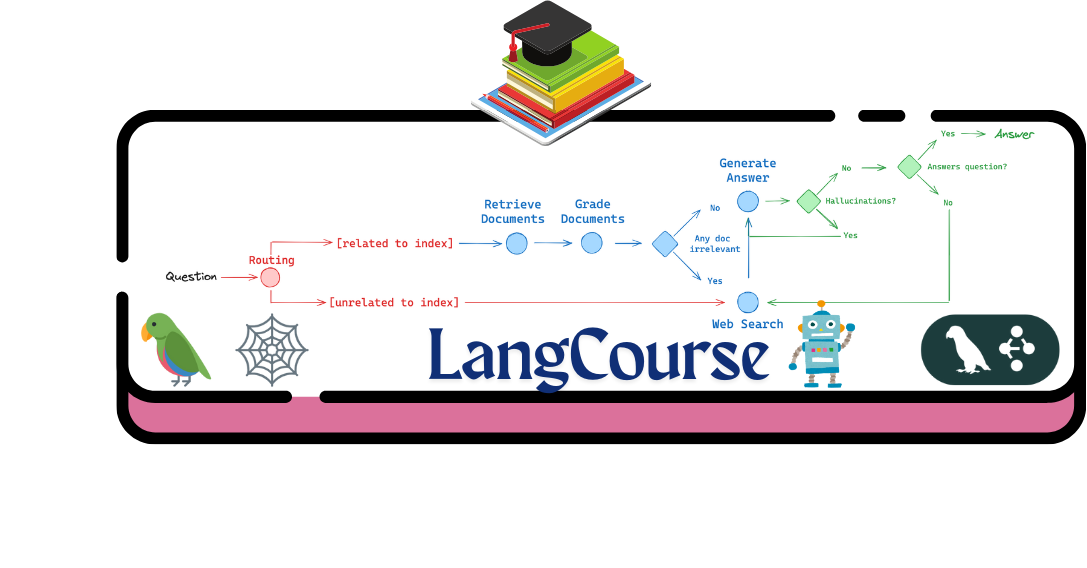 Question
Routing
[related to index]
[unrelated to index]
Retrieve
Documents
Grade
Documents
Any doc
irrelevant
No
Yes
Generate
Answer
Web Search
Hallucinations?
No
Yes
Answers question?
Yes
No
Answer
LangCourse